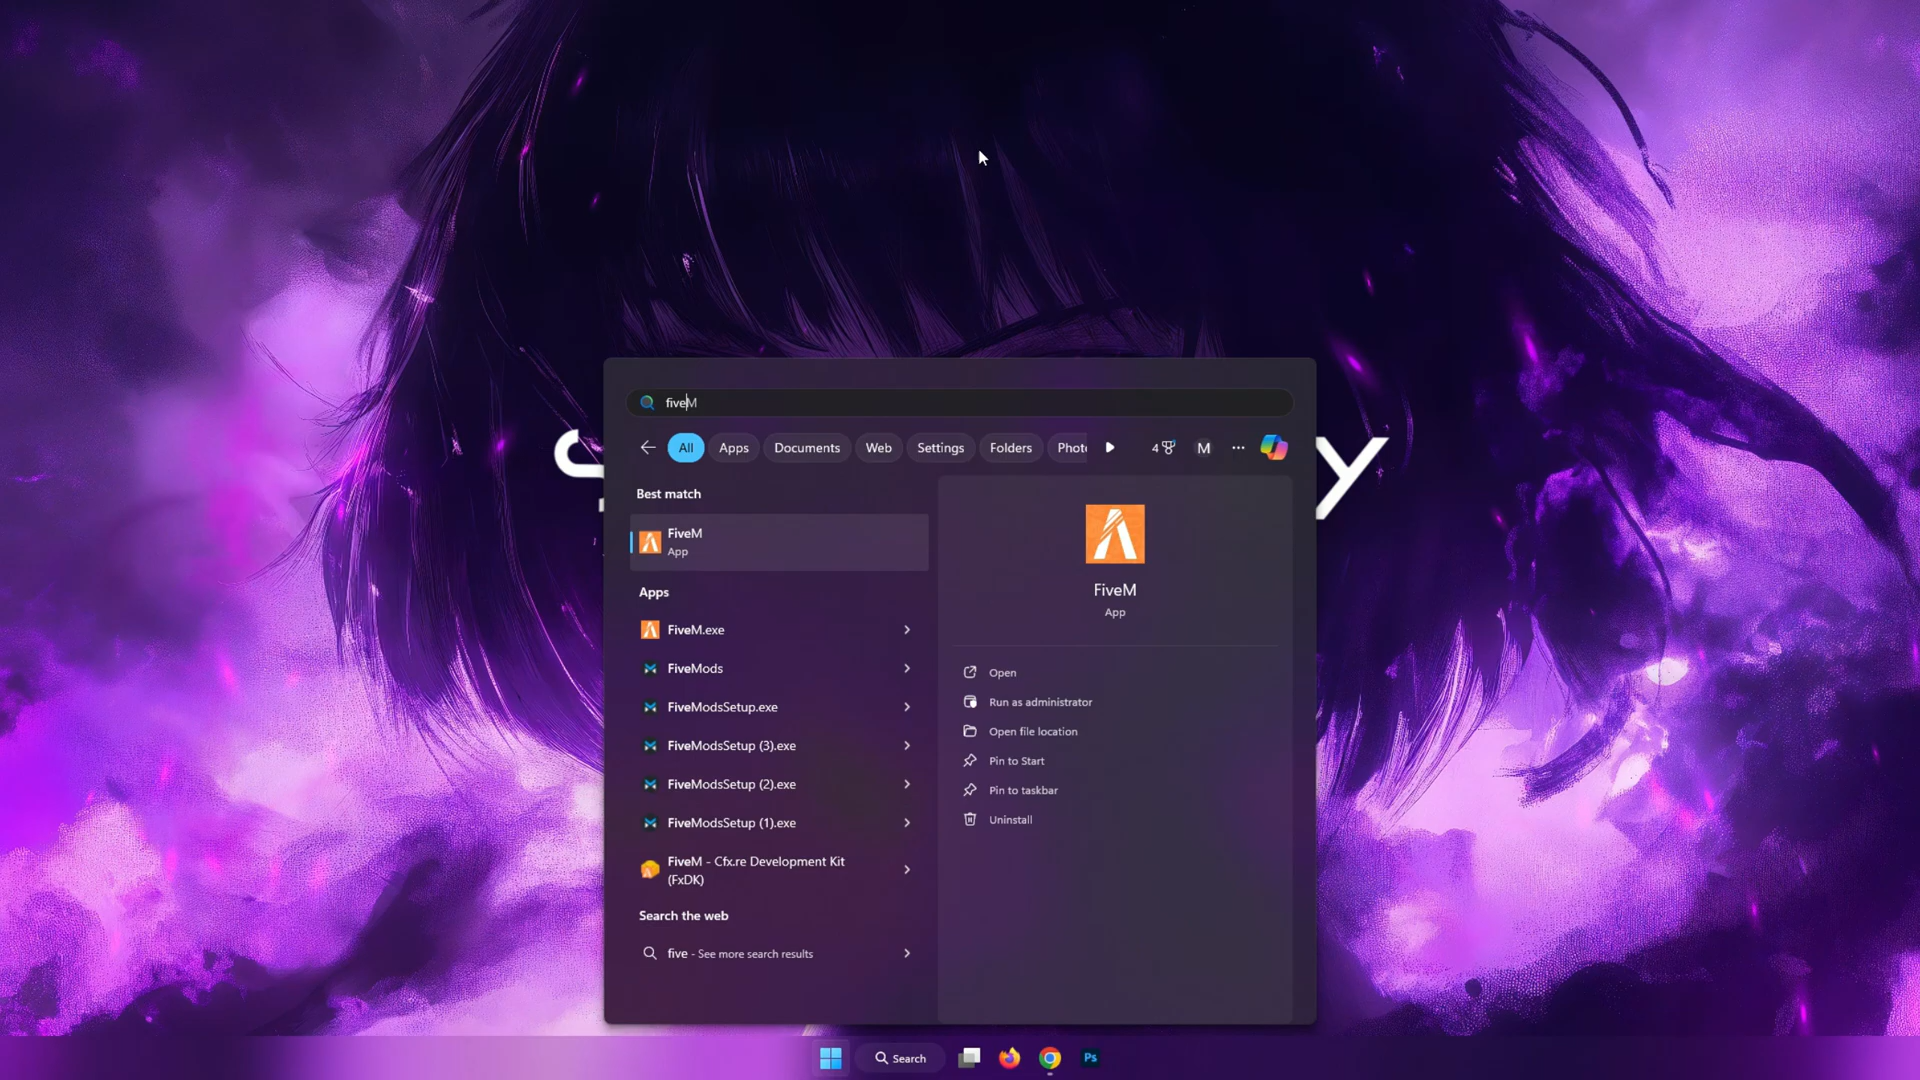 fiveM
All
Apps
Documents
Web
Settings
Folders
4
M
Best match
FiveM
App
Apps
FiveM.exe
FiveMods
FiveModsSetup.exe
FiveModsSetup (3).exe
FiveModsSetup (2).exe
FiveModsSetup (1).exe
FiveM - Cfx.re Development Kit
(FxDK)
Search the web
five - See more search results
FiveM
App
Open
Run as administrator
Open file location
Pin to Start
Pin to taskbar
Uninstall
y
Search
Ps